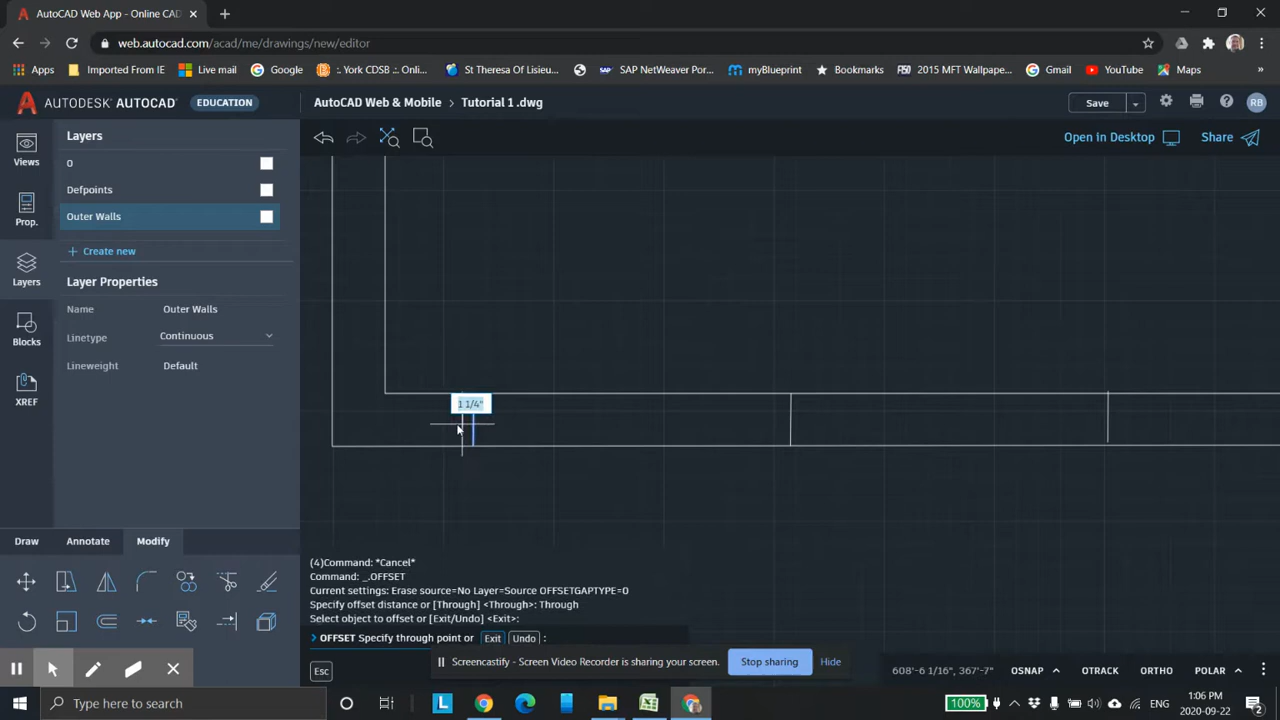 AutoCAD Web App - Online CAD
web.autocad.com/acad/me/drawings/new/editor
Apps Imported From IE Live mail Google : York CDSB :. Onli... St Theresa Of Lisieu... SAP NetWeaver Por... myBlueprint Bookmarks 2015 MFT Wallpape... Gmail YouTube Maps »
AUTODESK® AUTOCAD® EDUCATION AutoCAD Web & Mobile > Tutorial 1 .dwg Save RB
Layers
Open in Desktop Share
Views
0
Defpoints
Prop.
Outer Walls
+ Create new
Layers
Layer Properties
Name Outer Walls
Linetype Continuous
Blocks
Lineweight Default
XREF
1 1/4"
Draw Annotate Modify
(4)Command: *Cancel*
Command: _.OFFSET
Current settings: Erase source=No Layer=Source OFFSETGAPTYPE=0
Specify offset distance or [Through] <Through>: Through
Select object to offset or [Exit/Undo] <Exit>:
> OFFSET Specify through point or Exit Undo :
Screencastify - Screen Video Recorder is sharing your screen. Stop sharing Hide
Esc
608'-6 1/16", 367'-7" OSNAP OTRACK ORTHO POLAR
Type here to search
100% ENG 1:06 PM
2020-09-22 2